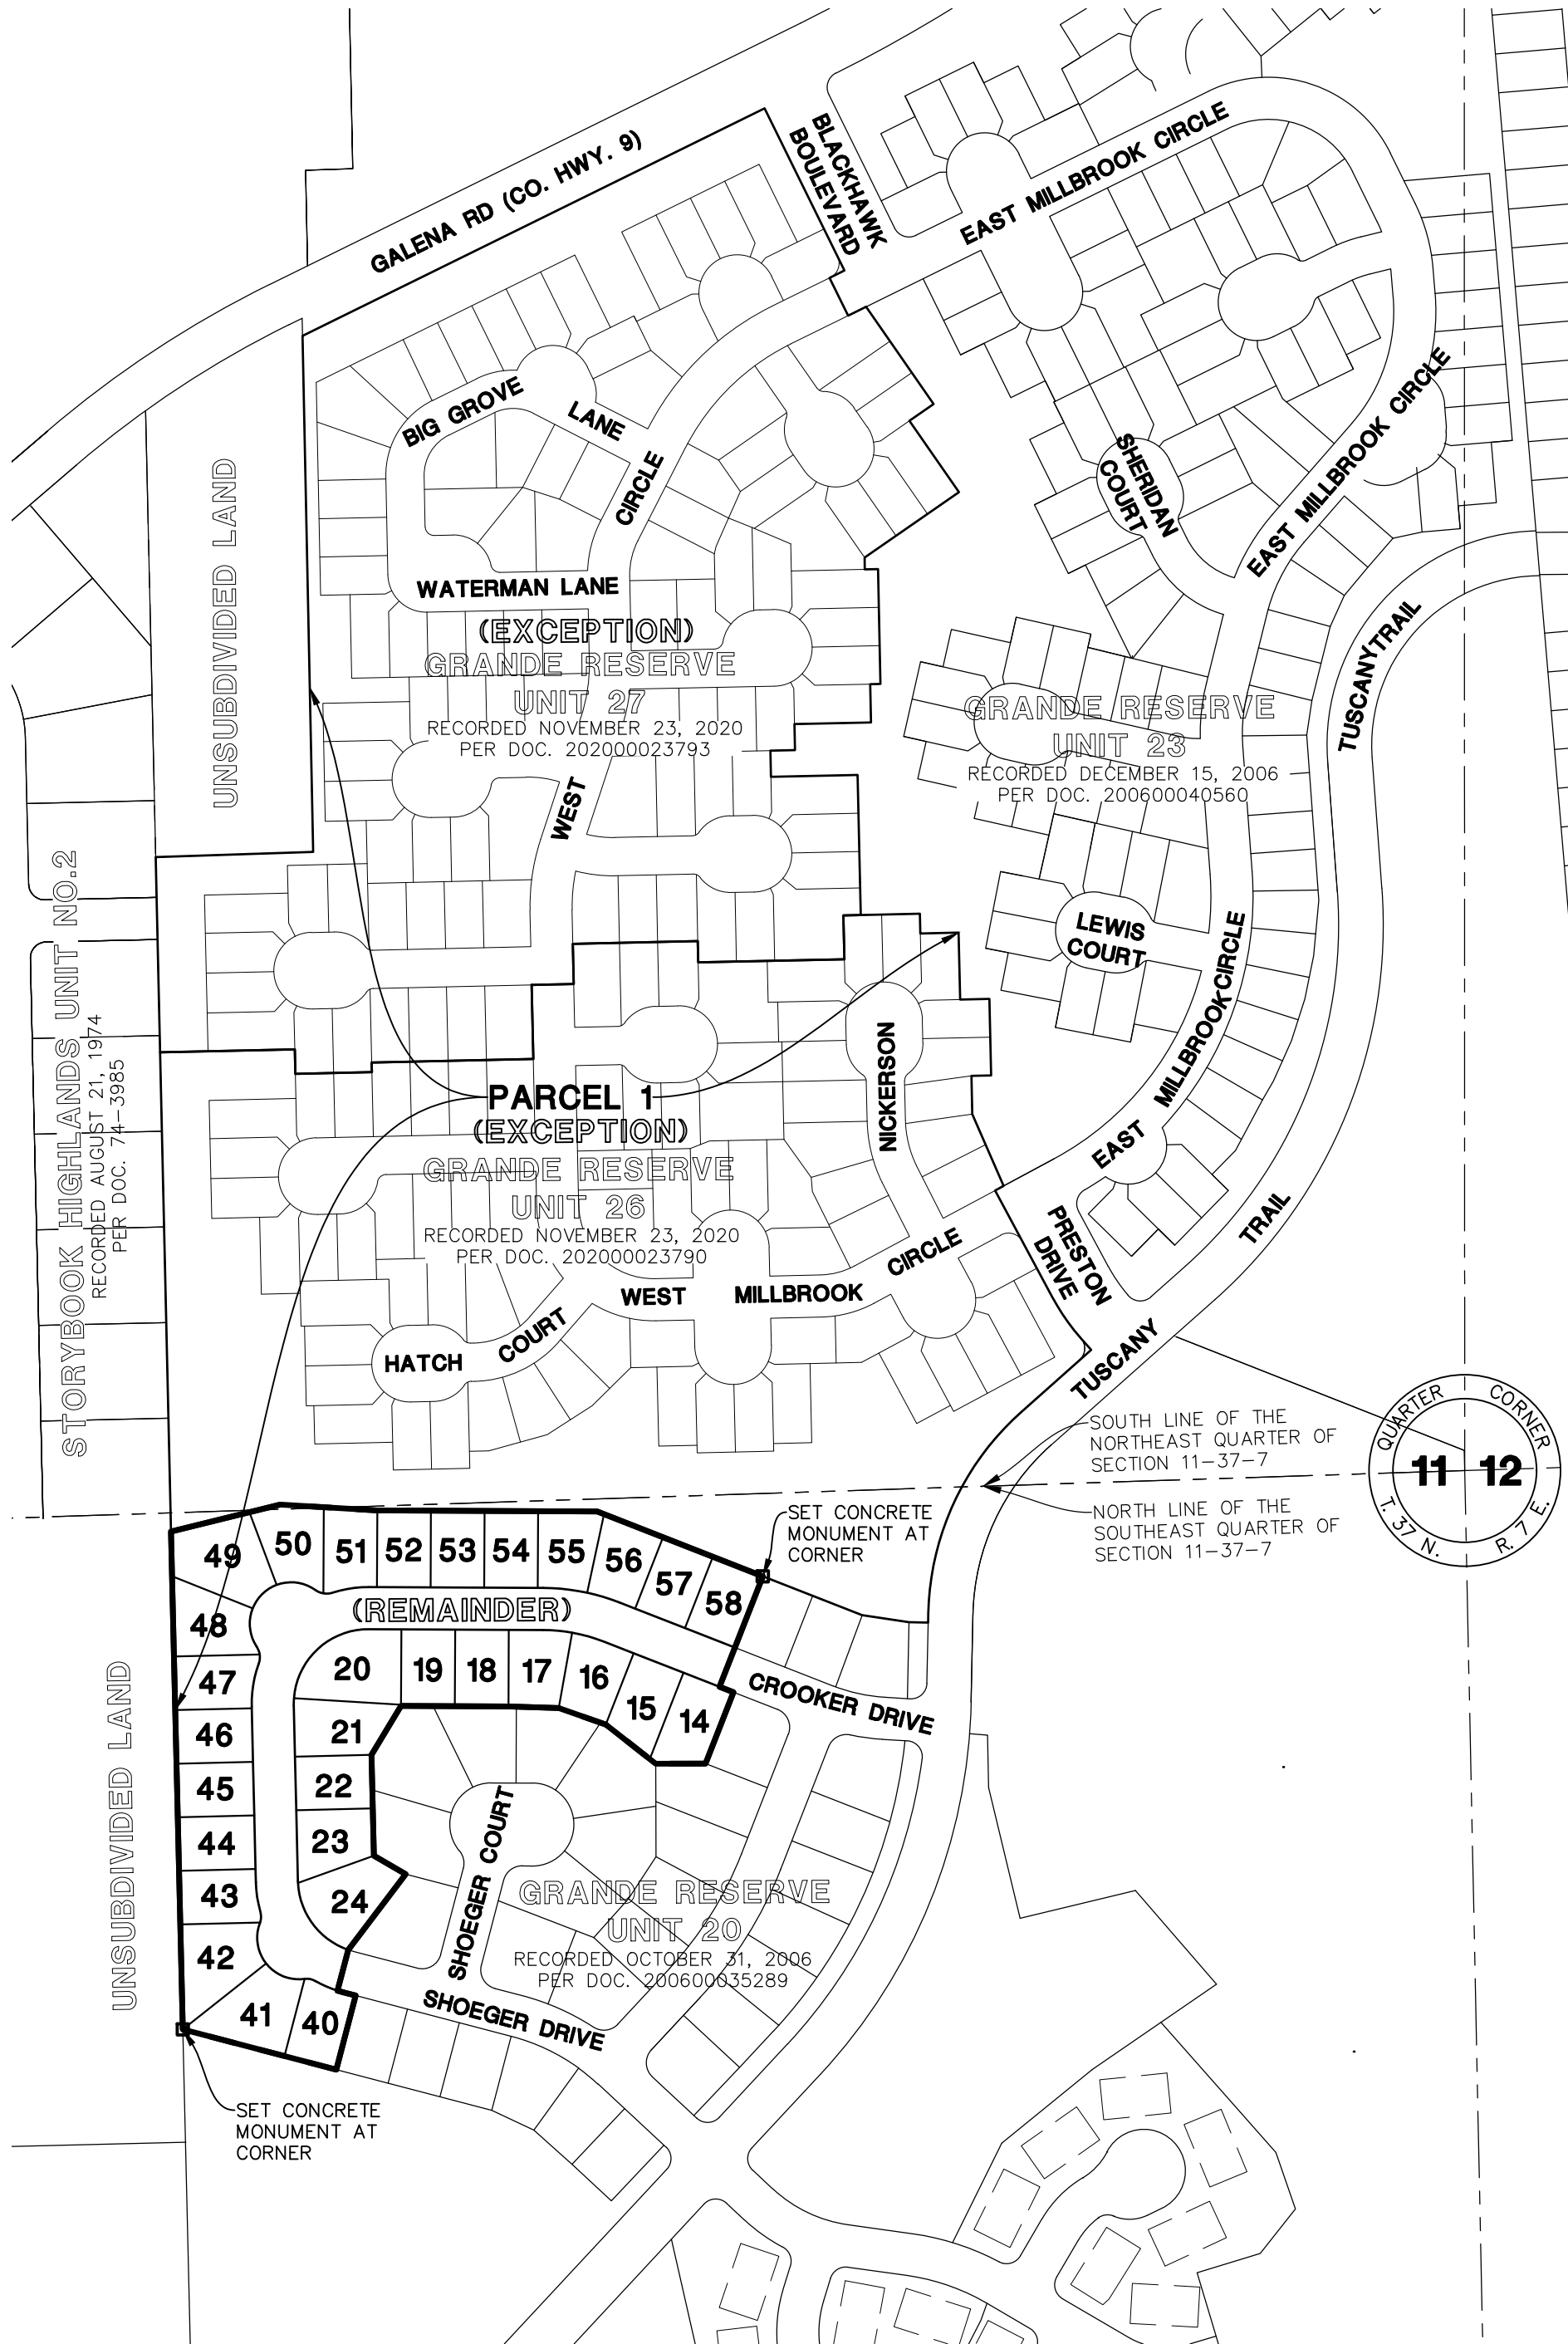 GALENA RD (CO. HWY. 9)
BLACKHAWK
BOULEVARD
EAST MILLBROOK CIRCLE
BIG GROVE
LANE
CIRCLE
WATERMAN LANE
UNSUBDIVIDED LAND
(EXCEPTION)
GRANDE RESERVE
UNIT 27
RECORDED NOVEMBER 23, 2020
PER DOC. 202000023793
WEST
SHERIDAN
COURT
EAST MILLBROOK CIRCLE
TUSCANY TRAIL
GRANDE RESERVE
UNIT 23
RECORDED DECEMBER 15, 2006
PER DOC. 200600040560
LEWIS
COURT
EAST MILLBROOK CIRCLE
STORYBOOK HIGHLANDS UNIT NO.2
RECORDED AUGUST 21, 1974
PER DOC. 74-3985
NICKERSON
PARCEL 1
(EXCEPTION)
GRANDE RESERVE
UNIT 26
RECORDED NOVEMBER 23, 2020
PER DOC. 202000023790
WEST MILLBROOK CIRCLE
HATCH COURT
PRESTON
DRIVE
TUSCANY TRAIL
SOUTH LINE OF THE
NORTHEAST QUARTER OF
SECTION 11-37-7
NORTH LINE OF THE
SOUTHEAST QUARTER OF
SECTION 11-37-7
QUARTER CORNER
11 12
T. 37 N. R. 7 E.
SET CONCRETE
MONUMENT AT
CORNER
49 50 51 52 53 54 55 56 57 58
(REMAINDER)
48
47
46
45
44
43
42
41 40
20 19 18 17 16 15 14
21
22
23
24
CROOKER DRIVE
SHOEGER COURT
UNSUBDIVIDED LAND
GRANDE RESERVE
UNIT 20
RECORDED OCTOBER 31, 2006
PER DOC. 200600035289
SHOEGER DRIVE
SET CONCRETE
MONUMENT AT
CORNER